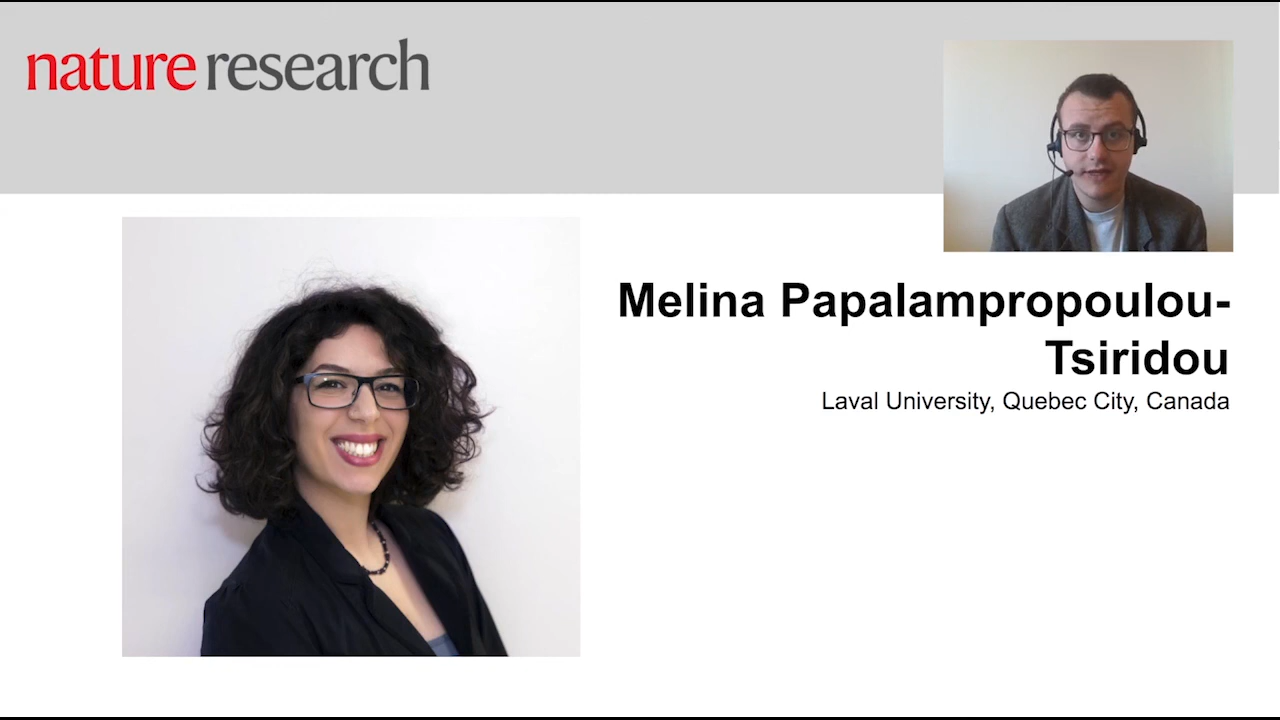 nature research
Melina Papalampropoulou-
Tsiridou
Laval University, Quebec City, Canada